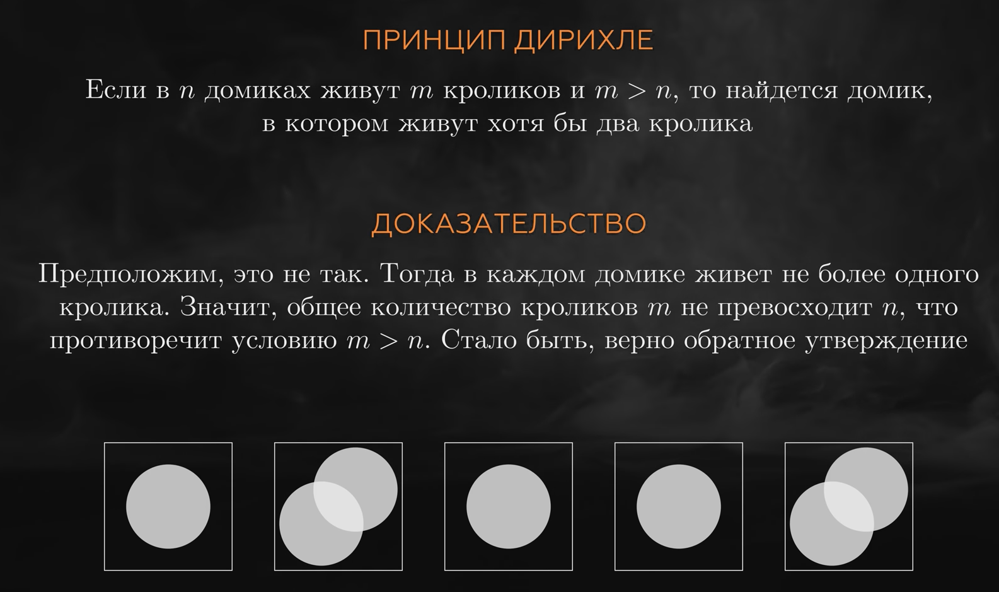 ПРИНЦИП ДИРИХЛЕ
Если в n домиках живут m кроликов и m > n, то найдется домик,
в котором живут хотя бы два кролика
ДОКАЗАТЕЛЬСТВО
Предположим, это не так. Тогда в каждом домике живет не более одного
кролика. Значит, общее количество кроликов m не превосходит n, что
противоречит условию m > n. Стало быть, верно обратное утверждение